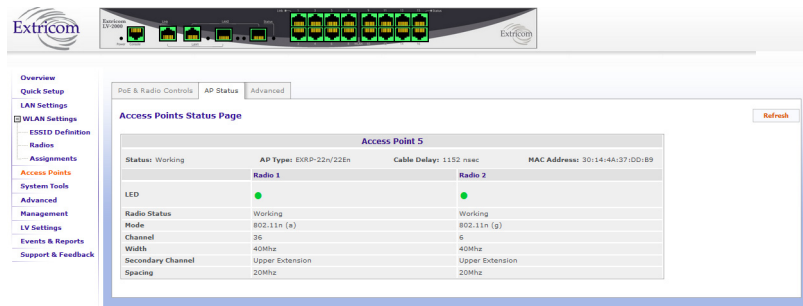 Extricom
Extricom
LV-2000
Extricom
Overview
Quick Setup
LAN Settings
WLAN Settings
ESSID Definition
Radios
Assignments
Access Points
System Tools
Advanced
Management
LV Settings
Events & Reports
Support & Feedback
PoE & Radio Controls AP Status Advanced
Access Points Status Page
Refresh
Access Point 5
Status: Working AP Type: EXRP-22n/22En Cable Delay: 1152 nsec MAC Address: 30:14:4A:37:DD:B9
Radio 1 Radio 2
LED
Radio Status Working Working
Mode 802.11n (a) 802.11n (g)
Channel 36 6
Width 40Mhz 40Mhz
Secondary Channel Upper Extension Upper Extension
Spacing 20Mhz 20Mhz